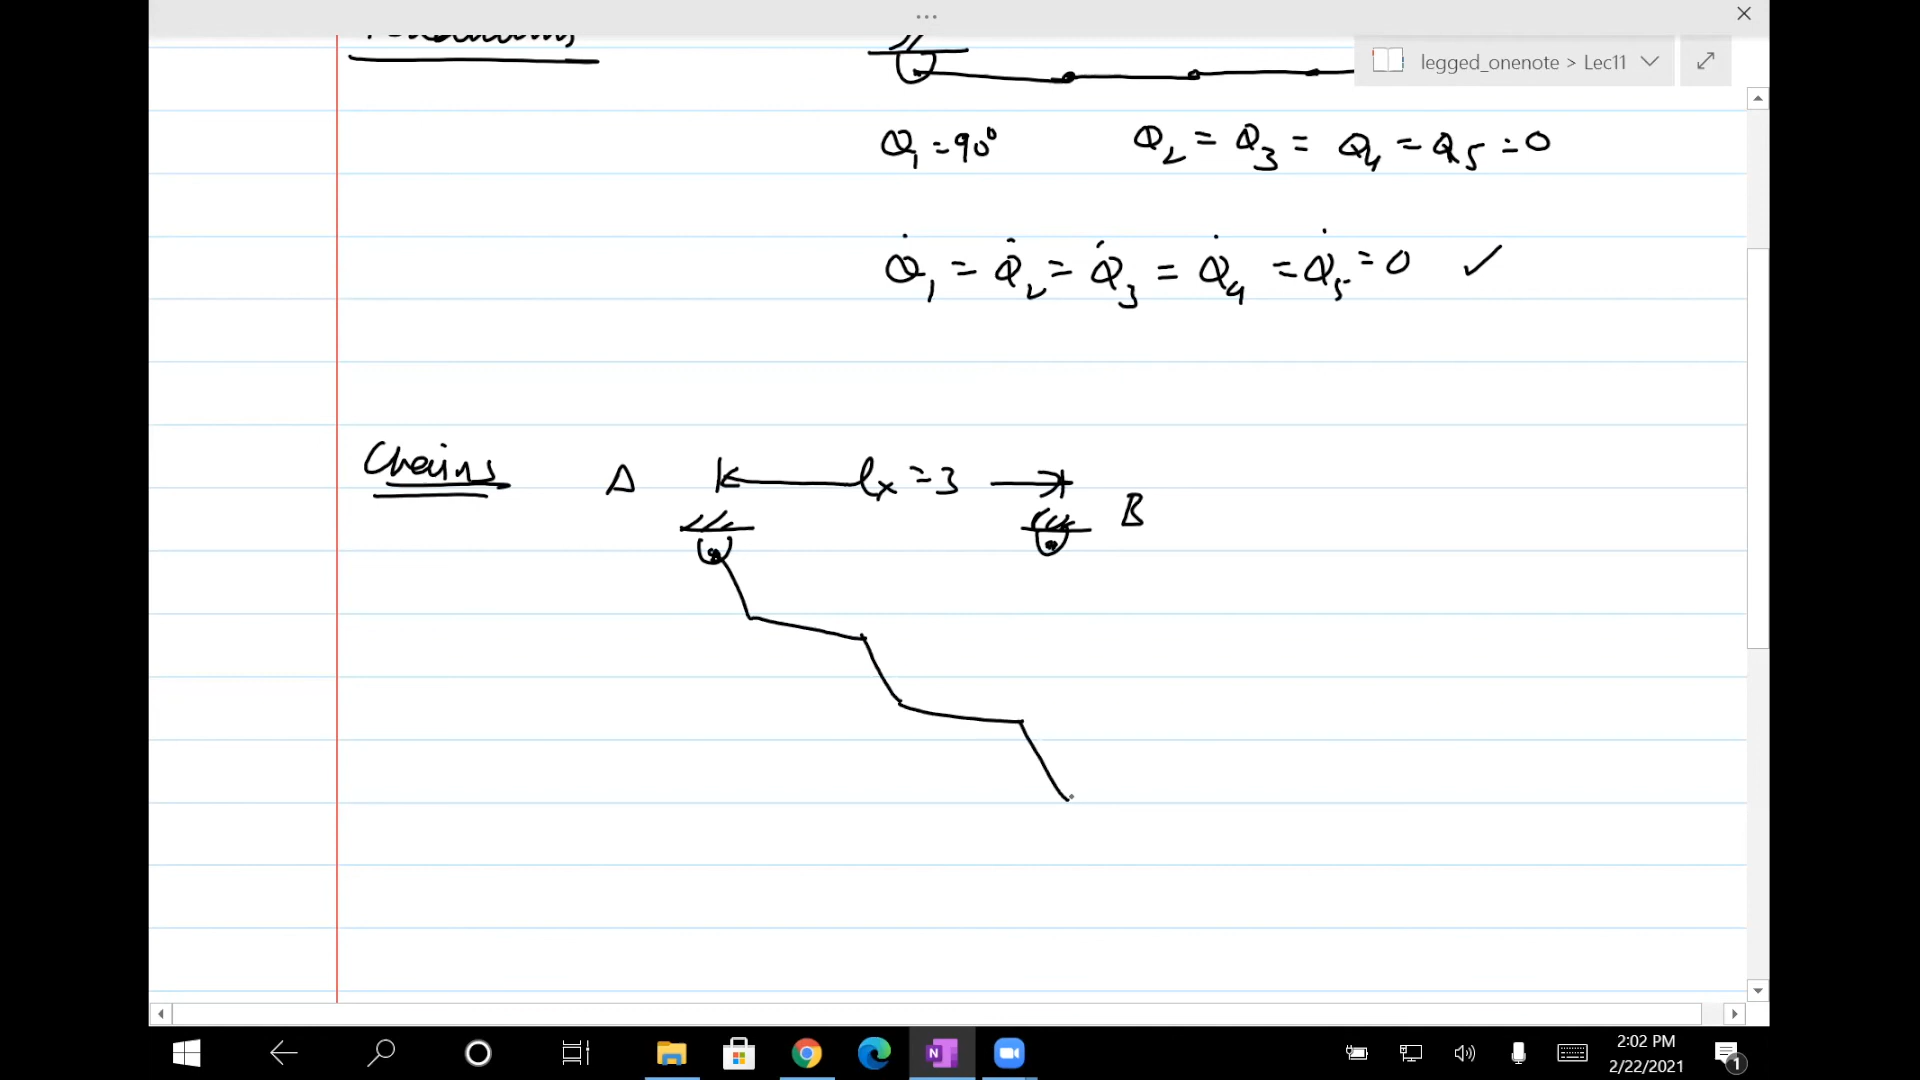 legged_onenote > Lec11
θ₁ = 90° θ₂ = θ₃ = θ₄ = θ₅ = 0
θ̇₁ = θ̇₂ = θ̇₃ = θ̇₄ = θ̇₅ = 0 ✓
Chains A lx = 3 B
2:02 PM
2/22/2021
1